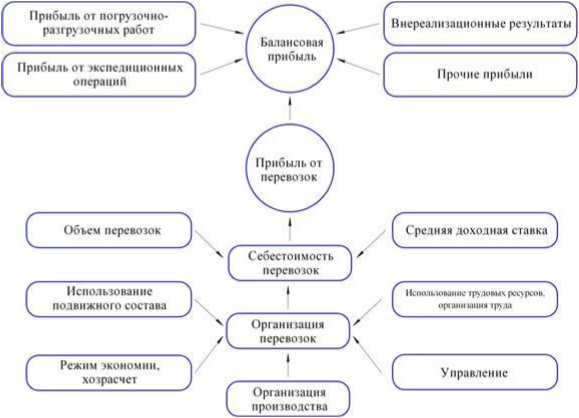 Прибыль от погрузочно-
разгрузочных работ
Балансовая
прибыль
Внереализационные результаты
Прибыль от экспедиционных
операций
Прочие прибыли
Прибыль от
перевозок
Объем перевозок
Средняя доходная ставка
Себестоимость
перевозок
Использование
подвижного состава
Использование трудовых ресурсов,
организация труда
Организация
перевозок
Режим экономии,
хозрасчет
Управление
Организация
производства